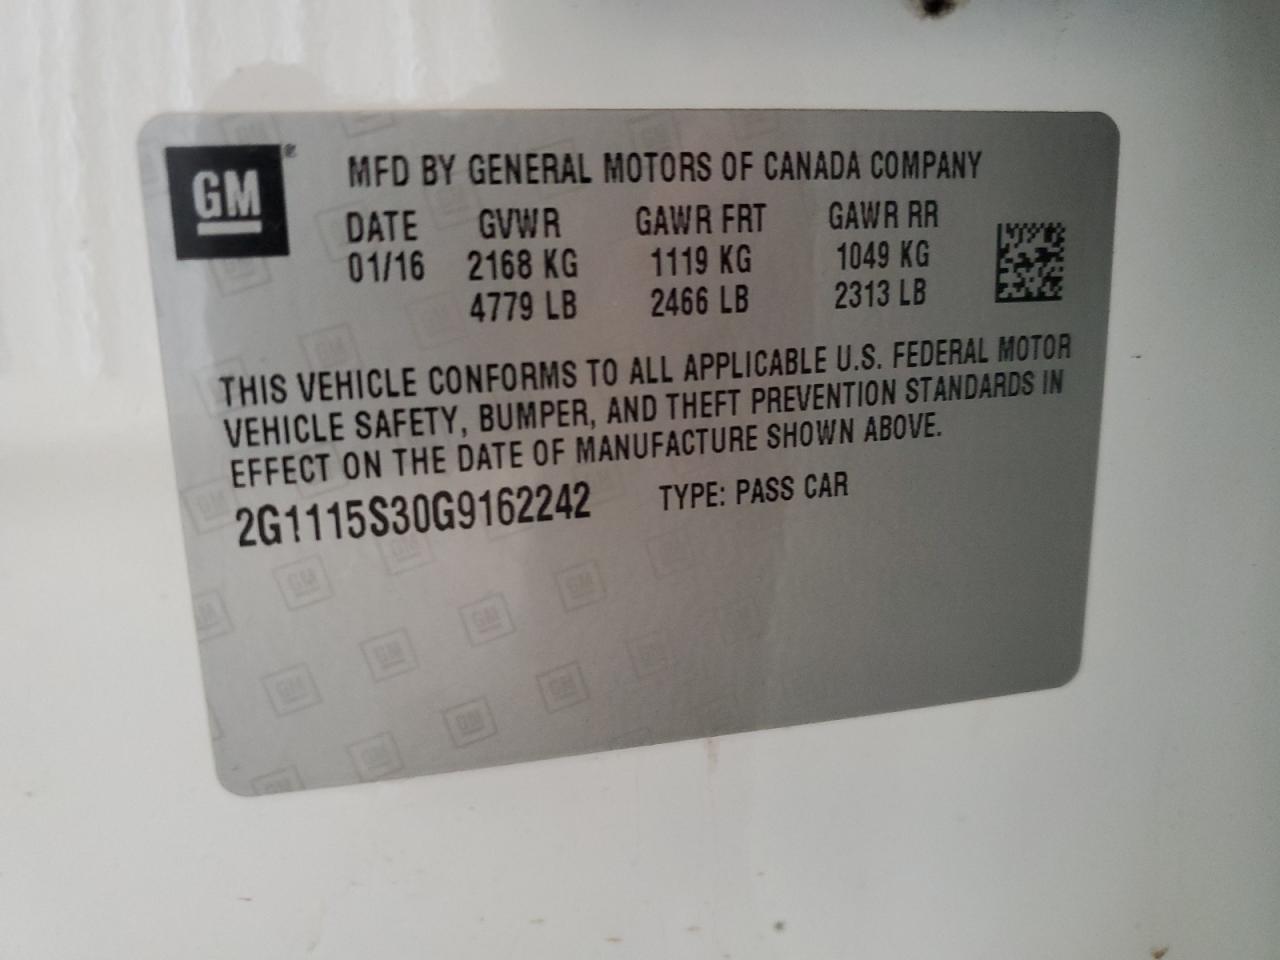 GM
MFD BY GENERAL MOTORS OF CANADA COMPANY
DATE GVWR GAWR FRT GAWR RR
01/16 2168 KG 1119 KG 1049 KG
4779 LB 2466 LB 2313 LB
THIS VEHICLE CONFORMS TO ALL APPLICABLE U.S. FEDERAL MOTOR
VEHICLE SAFETY, BUMPER, AND THEFT PREVENTION STANDARDS IN
EFFECT ON THE DATE OF MANUFACTURE SHOWN ABOVE.
2G1115S30G9162242 TYPE: PASS CAR